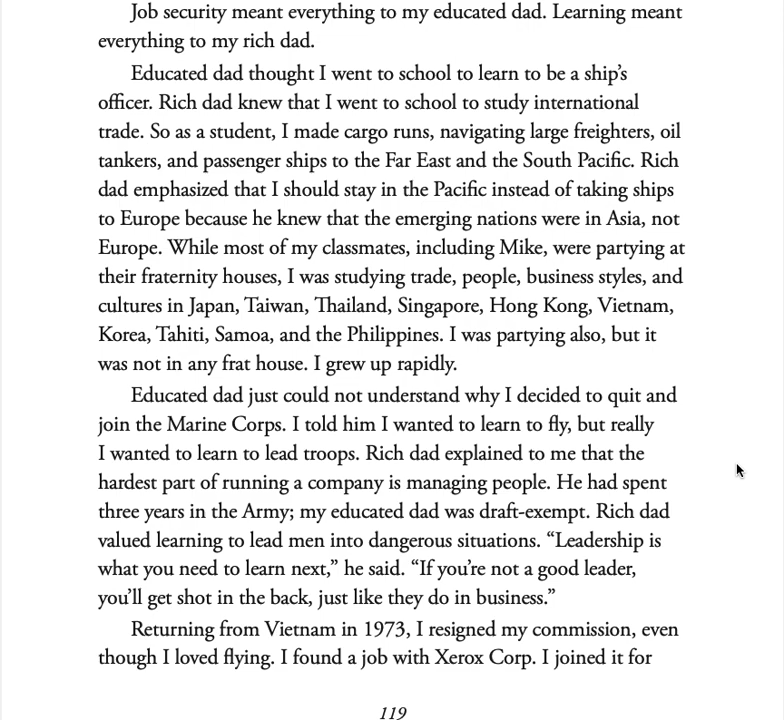 Job security meant everything to my educated dad. Learning meant
everything to my rich dad.
Educated dad thought I went to school to learn to be a ship’s
officer. Rich dad knew that I went to school to study international
trade. So as a student, I made cargo runs, navigating large freighters, oil
tankers, and passenger ships to the Far East and the South Pacific. Rich
dad emphasized that I should stay in the Pacific instead of taking ships
to Europe because he knew that the emerging nations were in Asia, not
Europe. While most of my classmates, including Mike, were partying at
their fraternity houses, I was studying trade, people, business styles, and
cultures in Japan, Taiwan, Thailand, Singapore, Hong Kong, Vietnam,
Korea, Tahiti, Samoa, and the Philippines. I was partying also, but it
was not in any frat house. I grew up rapidly.
Educated dad just could not understand why I decided to quit and
join the Marine Corps. I told him I wanted to learn to fly, but really
I wanted to learn to lead troops. Rich dad explained to me that the
hardest part of running a company is managing people. He had spent
three years in the Army; my educated dad was draft-exempt. Rich dad
valued learning to lead men into dangerous situations. “Leadership is
what you need to learn next,” he said. “If you’re not a good leader,
you’ll get shot in the back, just like they do in business.”
Returning from Vietnam in 1973, I resigned my commission, even
though I loved flying. I found a job with Xerox Corp. I joined it for
119